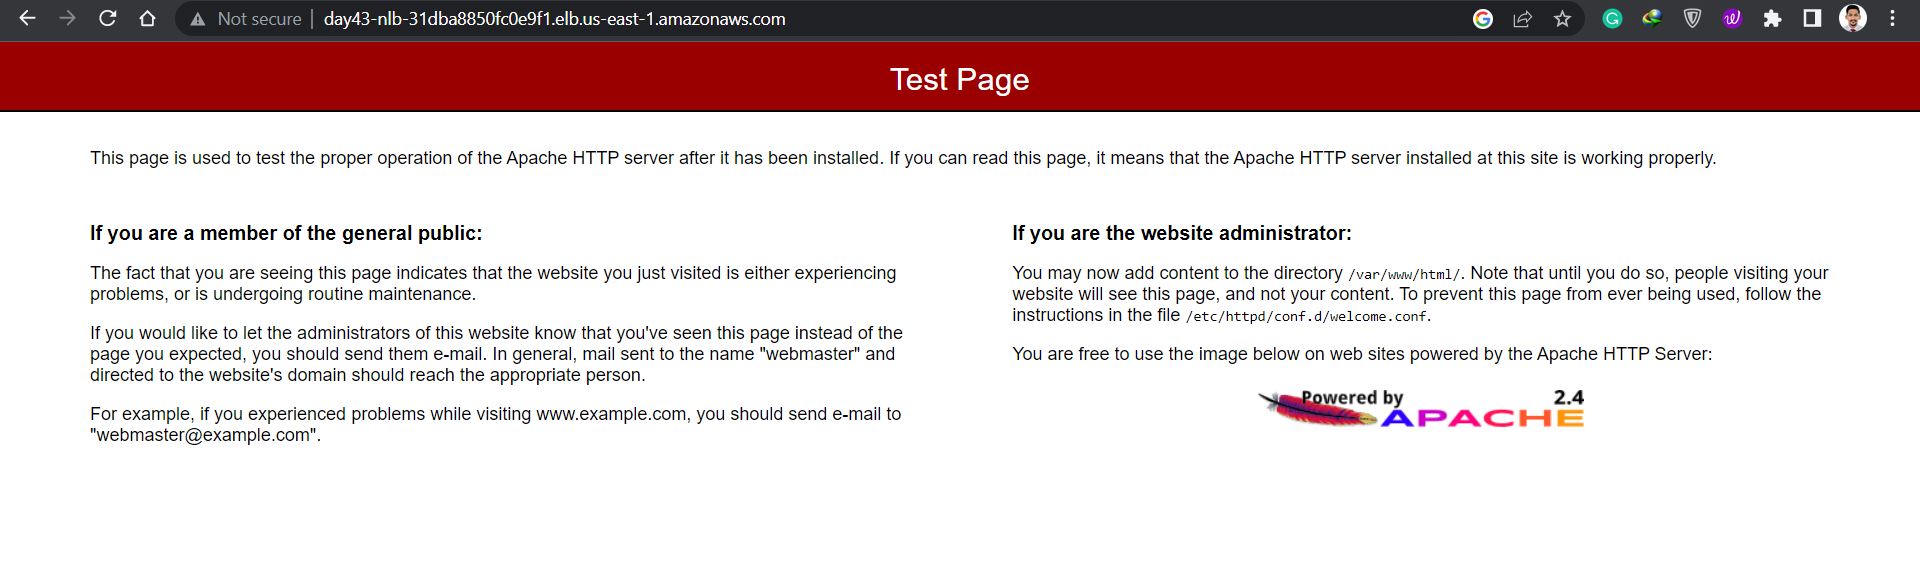 Not secure
day43-nlb-31dba8850fc0e9f1.elb.us-east-1.amazonaws.com
Test Page
This page is used to test the proper operation of the Apache HTTP server after it has been installed. If you can read this page, it means that the Apache HTTP server installed at this site is working properly.
If you are a member of the general public:
The fact that you are seeing this page indicates that the website you just visited is either experiencing
problems, or is undergoing routine maintenance.
If you would like to let the administrators of this website know that you've seen this page instead of the
page you expected, you should send them e-mail. In general, mail sent to the name "webmaster" and
directed to the website's domain should reach the appropriate person.
For example, if you experienced problems while visiting www.example.com, you should send e-mail to
"webmaster@example.com".
If you are the website administrator:
You may now add content to the directory /var/www/html/. Note that until you do so, people visiting your
website will see this page, and not your content. To prevent this page from ever being used, follow the
instructions in the file /etc/httpd/conf.d/welcome.conf.
You are free to use the image below on web sites powered by the Apache HTTP Server:
Powered by 2.4
APACHE